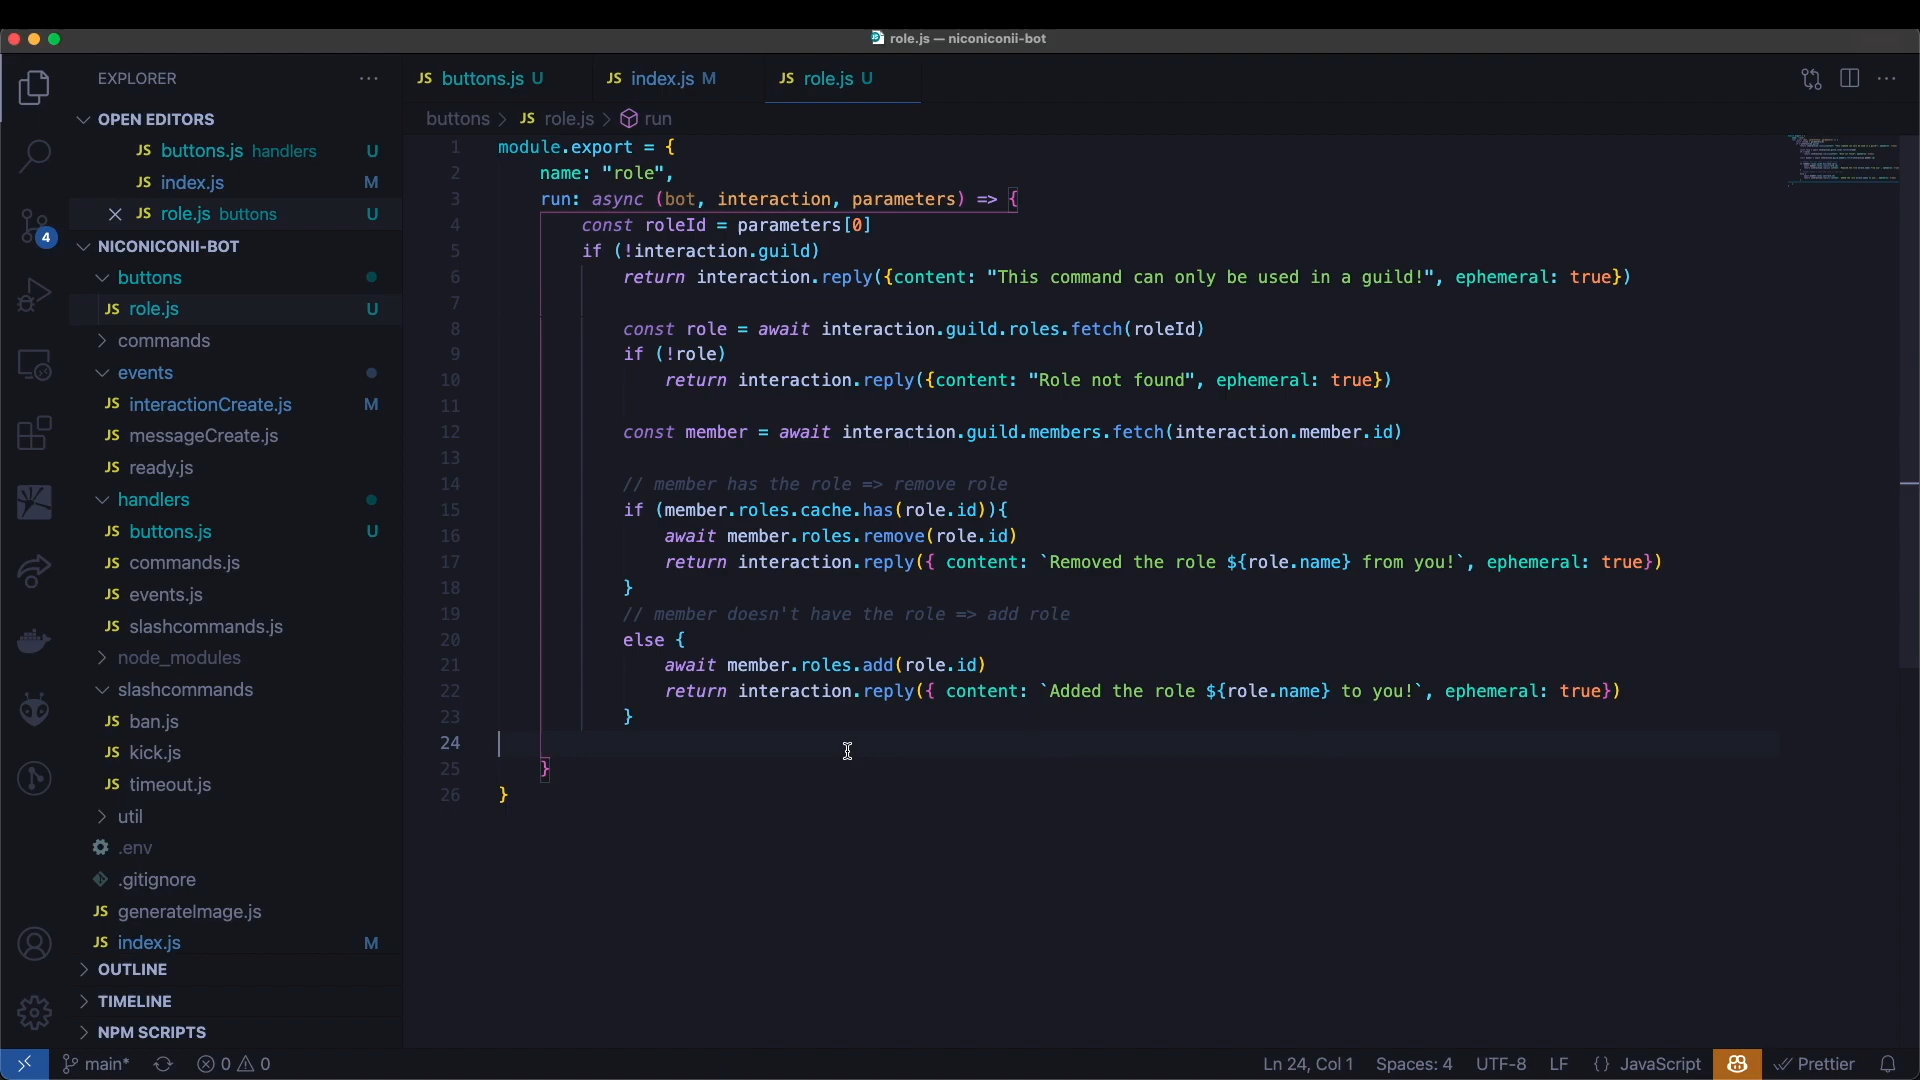 role.js — niconiconii-bot
EXPLORER
JS buttons.js U
JS index.js M
JS role.js U
OPEN EDITORS
JS buttons.js handlers U
JS index.js M
JS role.js buttons U
NICONICONII-BOT
buttons
JS role.js U
commands
events
JS interactionCreate.js M
JS messageCreate.js
JS ready.js
handlers
JS buttons.js U
JS commands.js
JS events.js
JS slashcommands.js
node_modules
slashcommands
JS ban.js
JS kick.js
JS timeout.js
util
.env
.gitignore
JS generateImage.js
JS index.js M
OUTLINE
TIMELINE
NPM SCRIPTS
4
buttons > JS role.js > run
1 module.export = {
2 name: "role",
3 run: async (bot, interaction, parameters) => {
4 const roleId = parameters[0]
5 if (!interaction.guild)
6 return interaction.reply({content: "This command can only be used in a guild!", ephemeral: true})
7
8 const role = await interaction.guild.roles.fetch(roleId)
9 if (!role)
10 return interaction.reply({content: "Role not found", ephemeral: true})
11
12 const member = await interaction.guild.members.fetch(interaction.member.id)
13
14 // member has the role => remove role
15 if (member.roles.cache.has(role.id)){
16 await member.roles.remove(role.id)
17 return interaction.reply({ content: `Removed the role ${role.name} from you!`, ephemeral: true})
18 }
19 // member doesn't have the role => add role
20 else {
21 await member.roles.add(role.id)
22 return interaction.reply({ content: `Added the role ${role.name} to you!`, ephemeral: true})
23 }
24
25 }
26 }
main* 0 0
Ln 24, Col 1 Spaces: 4 UTF-8 LF {} JavaScript Prettier